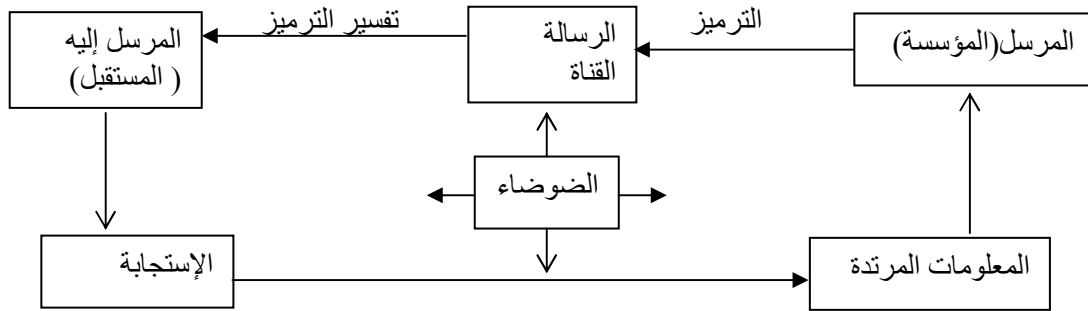 المرسل(المؤسسة)
الترميز
الرسالة
القناة
تفسير الترميز
المرسل إليه
( المستقبل)
الضوضاء
المعلومات المرتدة
الإستجابة